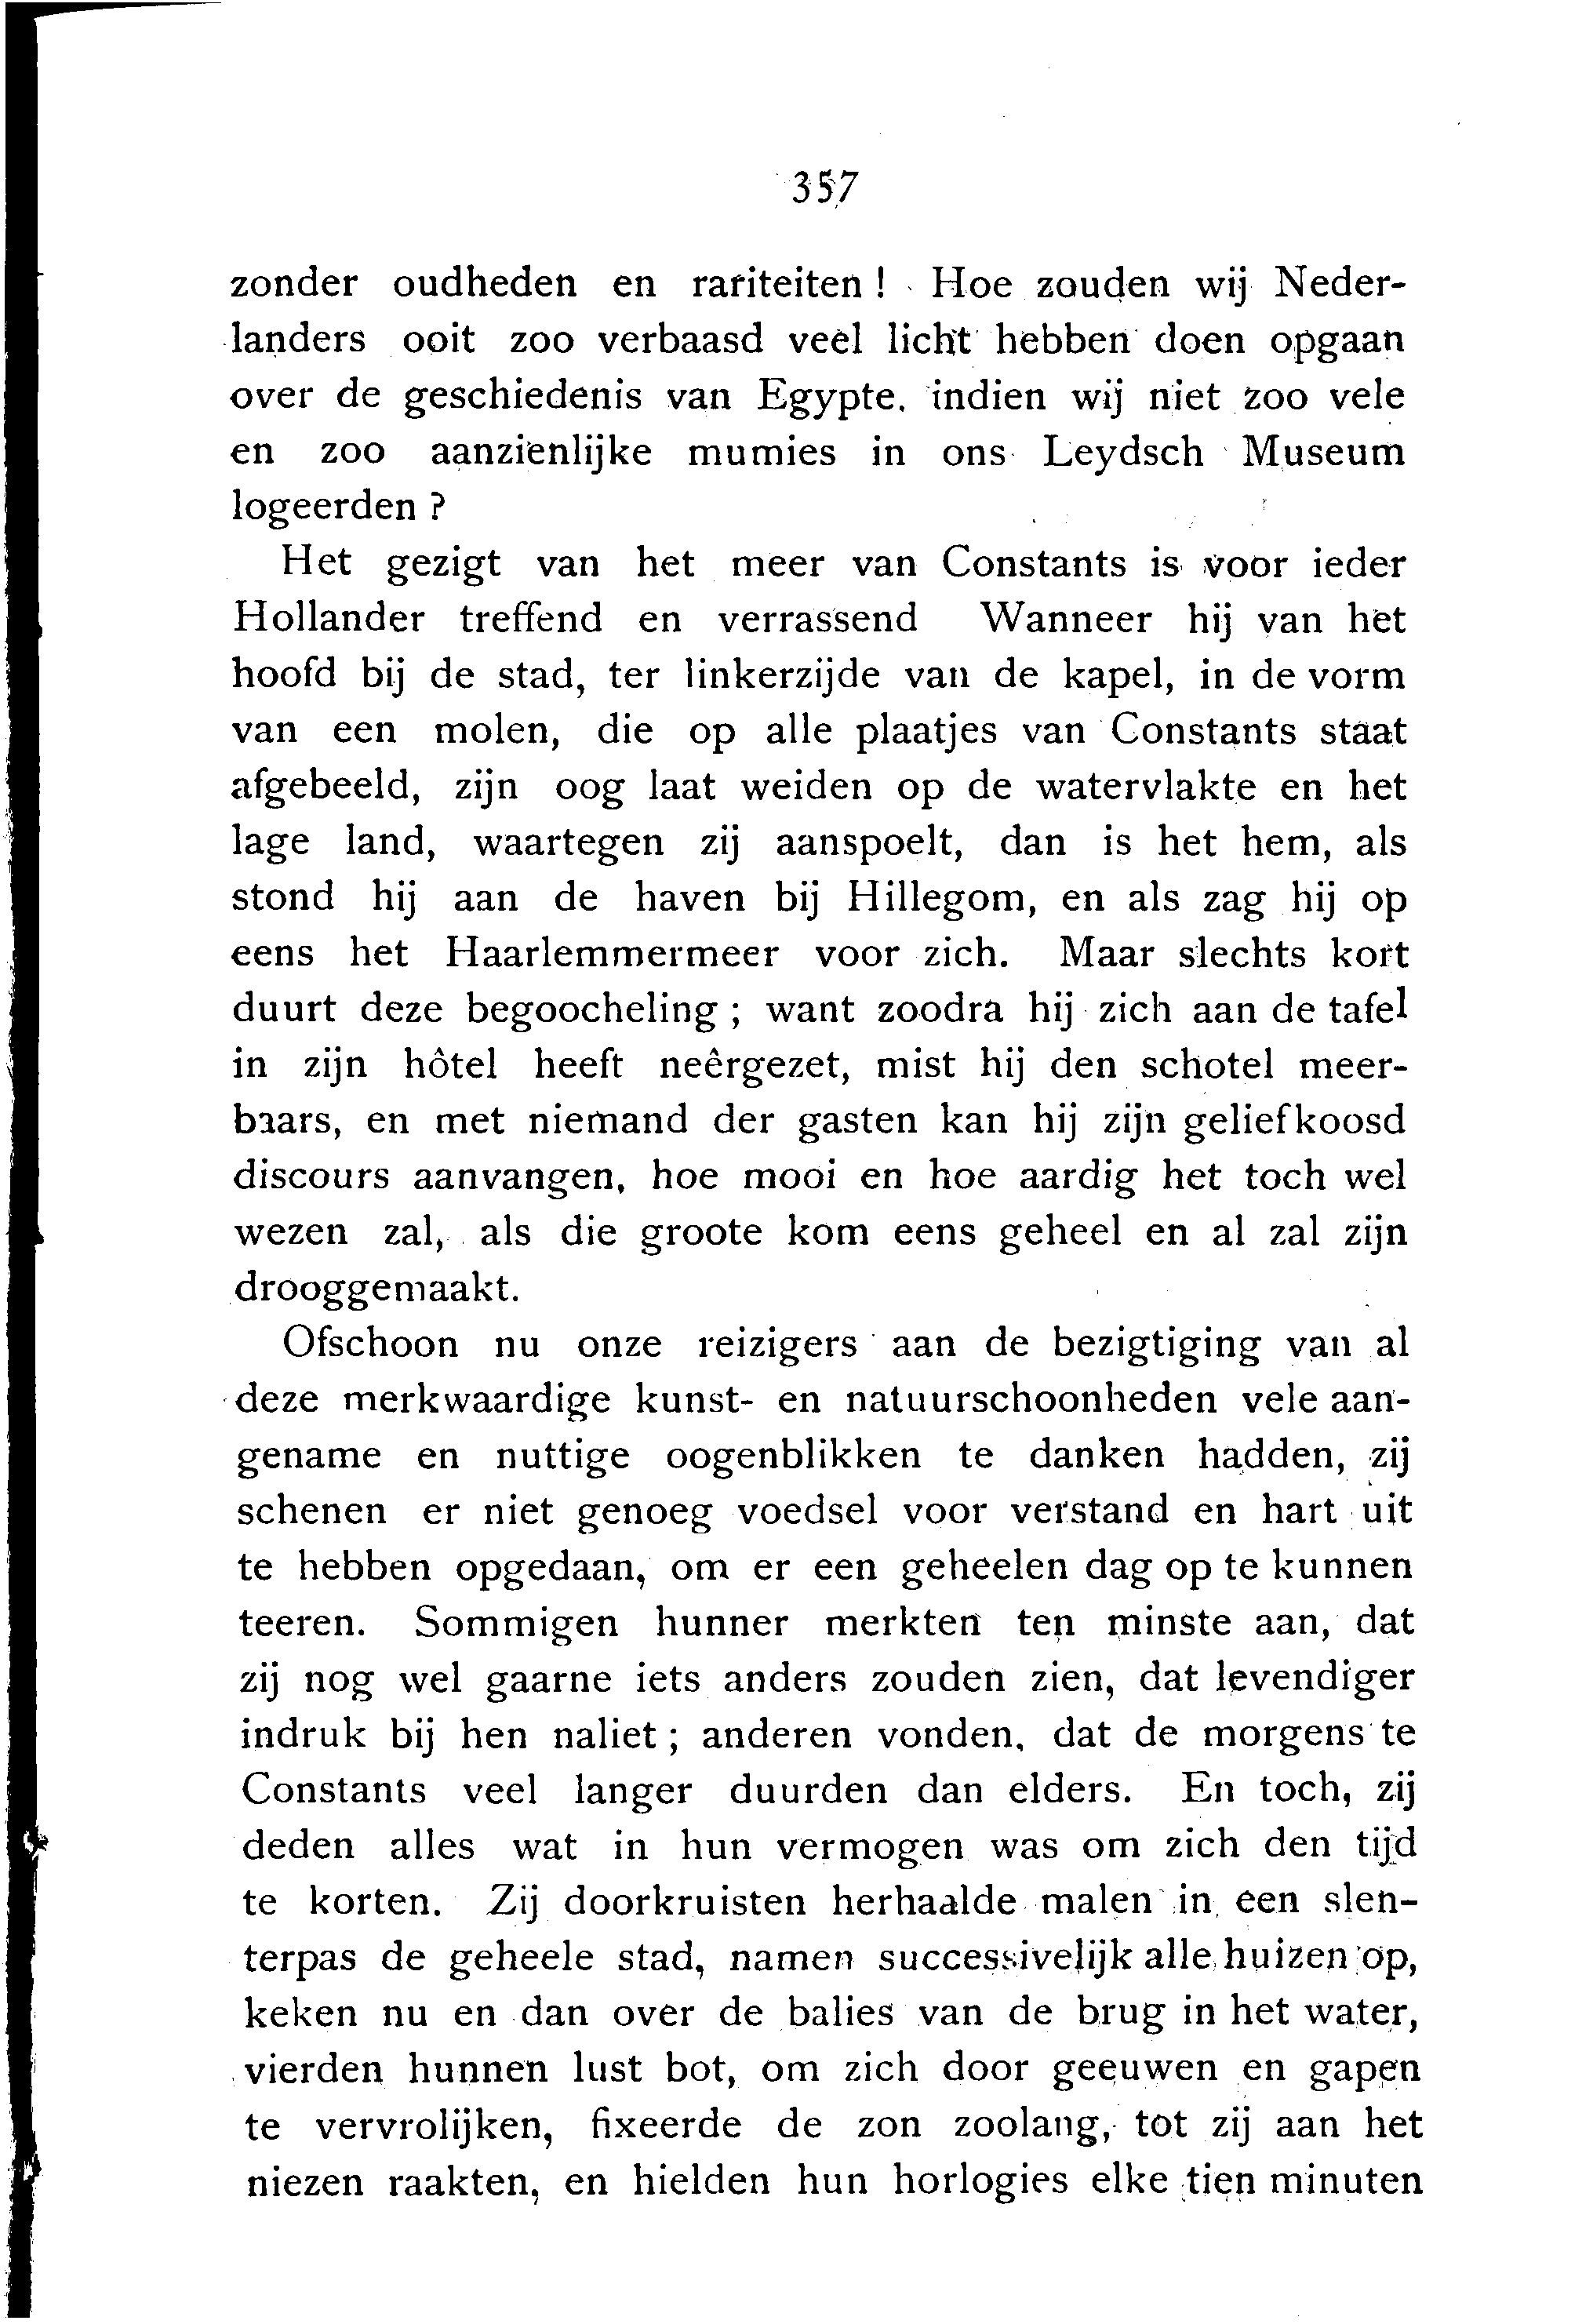 357
zonder oudheden en rariteiten! Hoe zouden wij Neder-
landers ooit zoo verbaasd veel licht hebben doen opgaan
over de geschiedenis van Egypte. indien wij niet zoo vele
en zoo aanzienlijke mumies in ons Leydsch Museum
logeerden?
Het gezigt van het meer van Constants is voor ieder
Hollander treffend en verrassend Wanneer hij van het
hoofd bij de stad, ter linkerzijde van de kapel, in de vorm
van een molen, die op alle plaatjes van Constants staat
afgebeeld, zijn oog laat weiden op de watervlakte en het
lage land, waartegen zij aanspoelt, dan is het hem, als
stond hij aan de haven bij Hillegom, en als zag hij op
eens het Haarlemmermeer voor zich. Maar slechts kort
duurt deze begoocheling; want zoodra hij zich aan de tafel
in zijn hôtel heeft neêrgezet, mist hij den schotel meer-
baars, en met niemand der gasten kan hij zijn geliefkoosd
discours aanvangen, hoe mooi en hoe aardig het toch wel
wezen zal, als die groote kom eens geheel en al zal zijn
drooggemaakt.
Ofschoon nu onze reizigers aan de bezigtiging van al
deze merkwaardige kunst- en natuurschoonheden vele aan-
gename en nuttige oogenblikken te danken hadden, zij
schenen er niet genoeg voedsel voor verstand en hart uit
te hebben opgedaan, om er een geheelen dag op te kunnen
teeren. Sommigen hunner merkten ten minste aan, dat
zij nog wel gaarne iets anders zouden zien, dat levendiger
indruk bij hen naliet; anderen vonden, dat de morgens te
Constants veel langer duurden dan elders. En toch, zij
deden alles wat in hun vermogen was om zich den tijd
te korten. Zij doorkruisten herhaalde malen in een slen-
terpas de geheele stad, namen successivelijk alle huizen op,
keken nu en dan over de balies van de brug in het water,
vierden hunnen lust bot, om zich door geeuwen en gapen
te vervrolijken, fixeerde de zon zoolang, tot zij aan het
niezen raakten, en hielden hun horlogies elke tien minuten